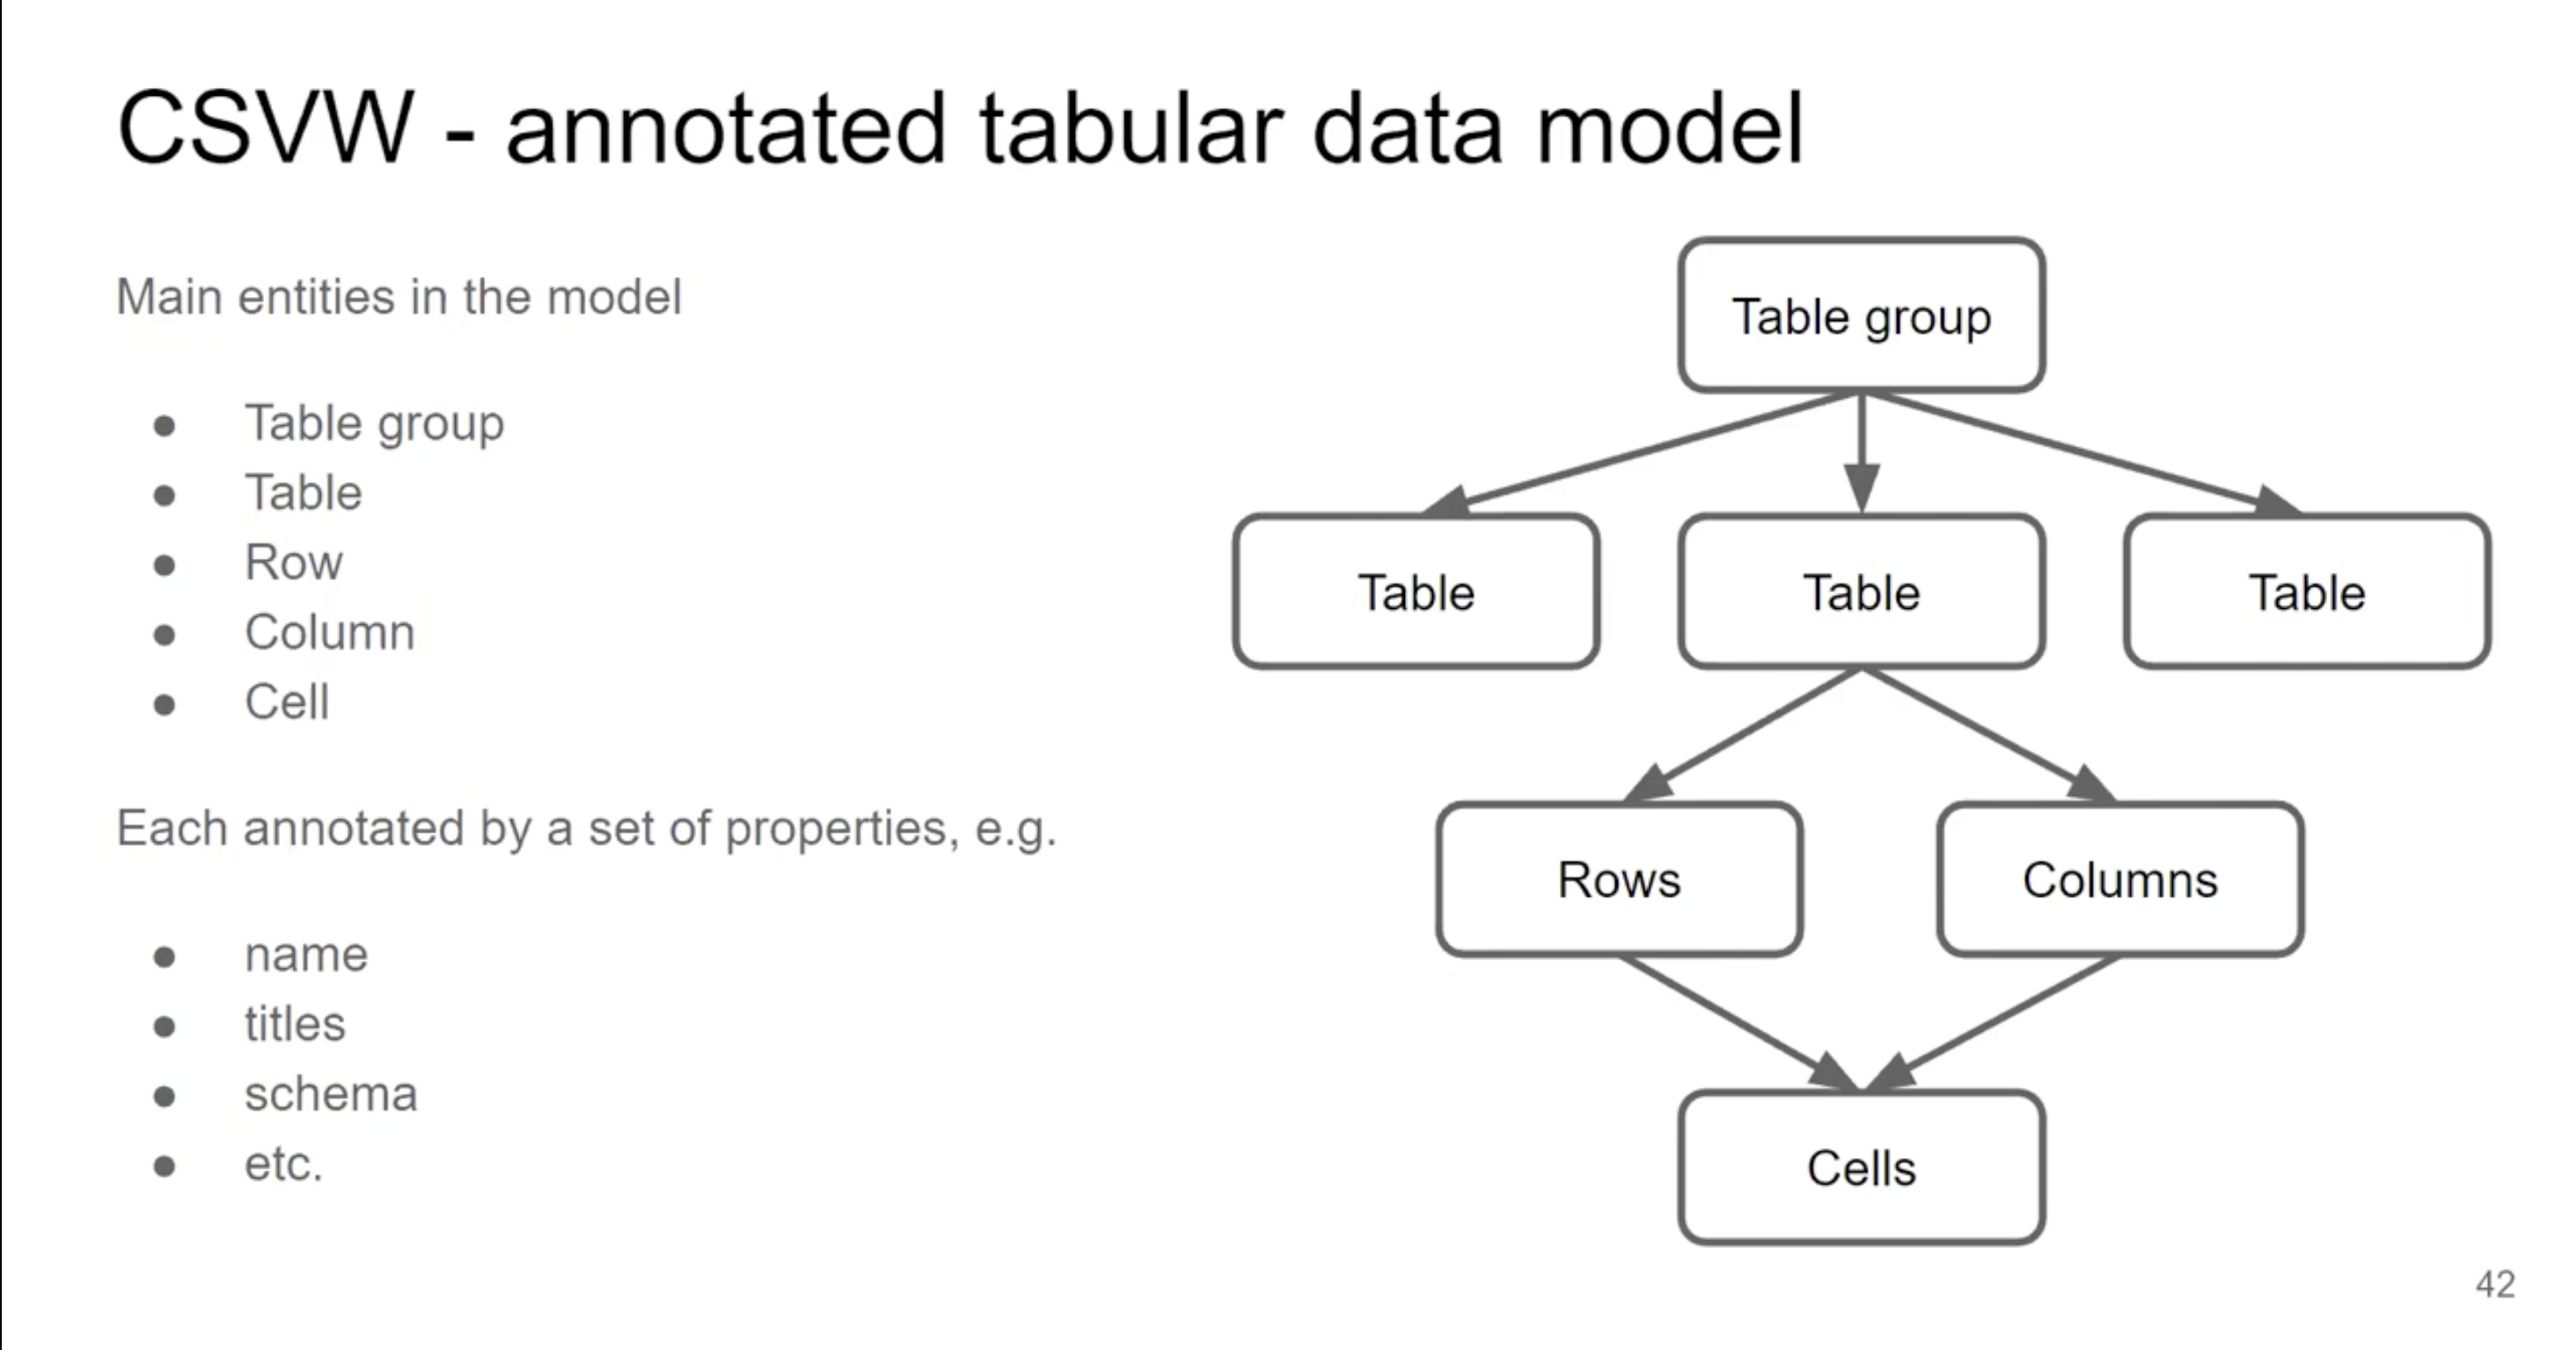 CSVW - annotated tabular data model
Main entities in the model
● Table group
● Table
● Row
● Column
● Cell
Each annotated by a set of properties, e.g.
● name
● titles
● schema
● etc.
Table group
Table
Table
Table
Rows
Columns
Cells
42